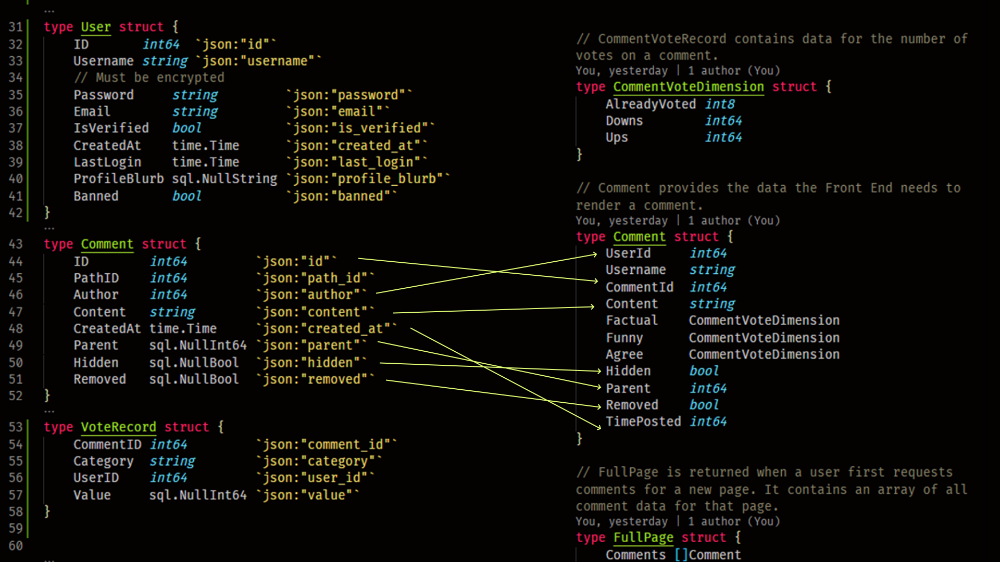 ...
31 type User struct {
32 ID int64 `json:"id"`
33 Username string `json:"username"`
34 // Must be encrypted
35 Password string `json:"password"`
36 Email string `json:"email"`
37 IsVerified bool `json:"is_verified"`
38 CreatedAt time.Time `json:"created_at"`
39 LastLogin time.Time `json:"last_login"`
40 ProfileBlurb sql.NullString `json:"profile_blurb"`
41 Banned bool `json:"banned"`
42 }
...
43 type Comment struct {
44 ID int64 `json:"id"`
45 PathID int64 `json:"path_id"`
46 Author int64 `json:"author"`
47 Content string `json:"content"`
48 CreatedAt time.Time `json:"created_at"`
49 Parent sql.NullInt64 `json:"parent"`
50 Hidden sql.NullBool `json:"hidden"`
51 Removed sql.NullBool `json:"removed"`
52 }
...
53 type VoteRecord struct {
54 CommentID int64 `json:"comment_id"`
55 Category string `json:"category"`
56 UserID int64 `json:"user_id"`
57 Value sql.NullInt64 `json:"value"`
58 }
59
60
...
// CommentVoteRecord contains data for the number of
votes on a comment.
You, yesterday | 1 author (You)
type CommentVoteDimension struct {
AlreadyVoted int8
Downs int64
Ups int64
}
// Comment provides the data the Front End needs to
render a comment.
You, yesterday | 1 author (You)
type Comment struct {
UserId int64
Username string
CommentId int64
Content string
Factual CommentVoteDimension
Funny CommentVoteDimension
Agree CommentVoteDimension
Hidden bool
Parent int64
Removed bool
TimePosted int64
}
// FullPage is returned when a user first requests
comments for a new page. It contains an array of all
comment data for that page.
You, yesterday | 1 author (You)
type FullPage struct {
Comments []Comment